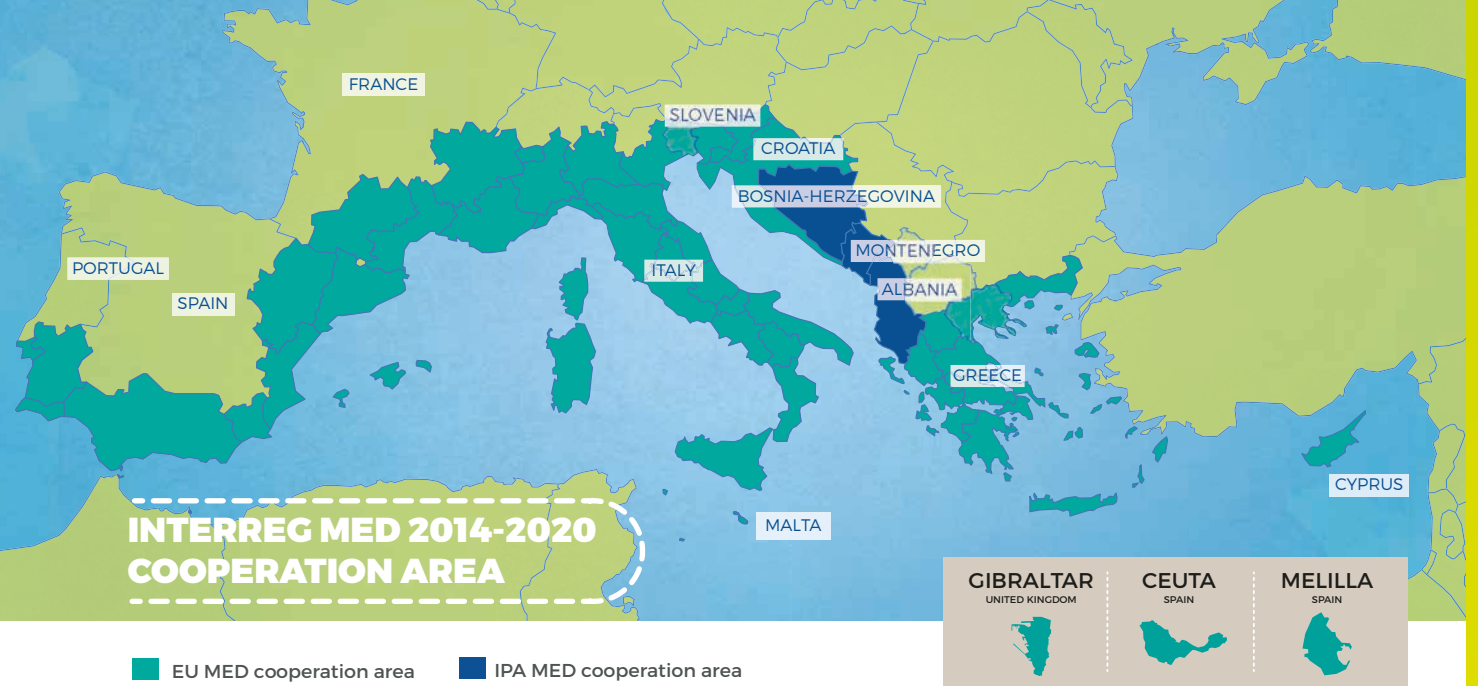 FRANCE
SLOVENIA
CROATIA
BOSNIA-HERZEGOVINA
MONTENEGRO
PORTUGAL
ITALY
ALBANIA
SPAIN
GREECE
CYPRUS
MALTA
INTERREG MED 2014-2020
COOPERATION AREA
GIBRALTAR
UNITED KINGDOM
CEUTA
SPAIN
MELILLA
SPAIN
EU MED cooperation area
IPA MED cooperation area